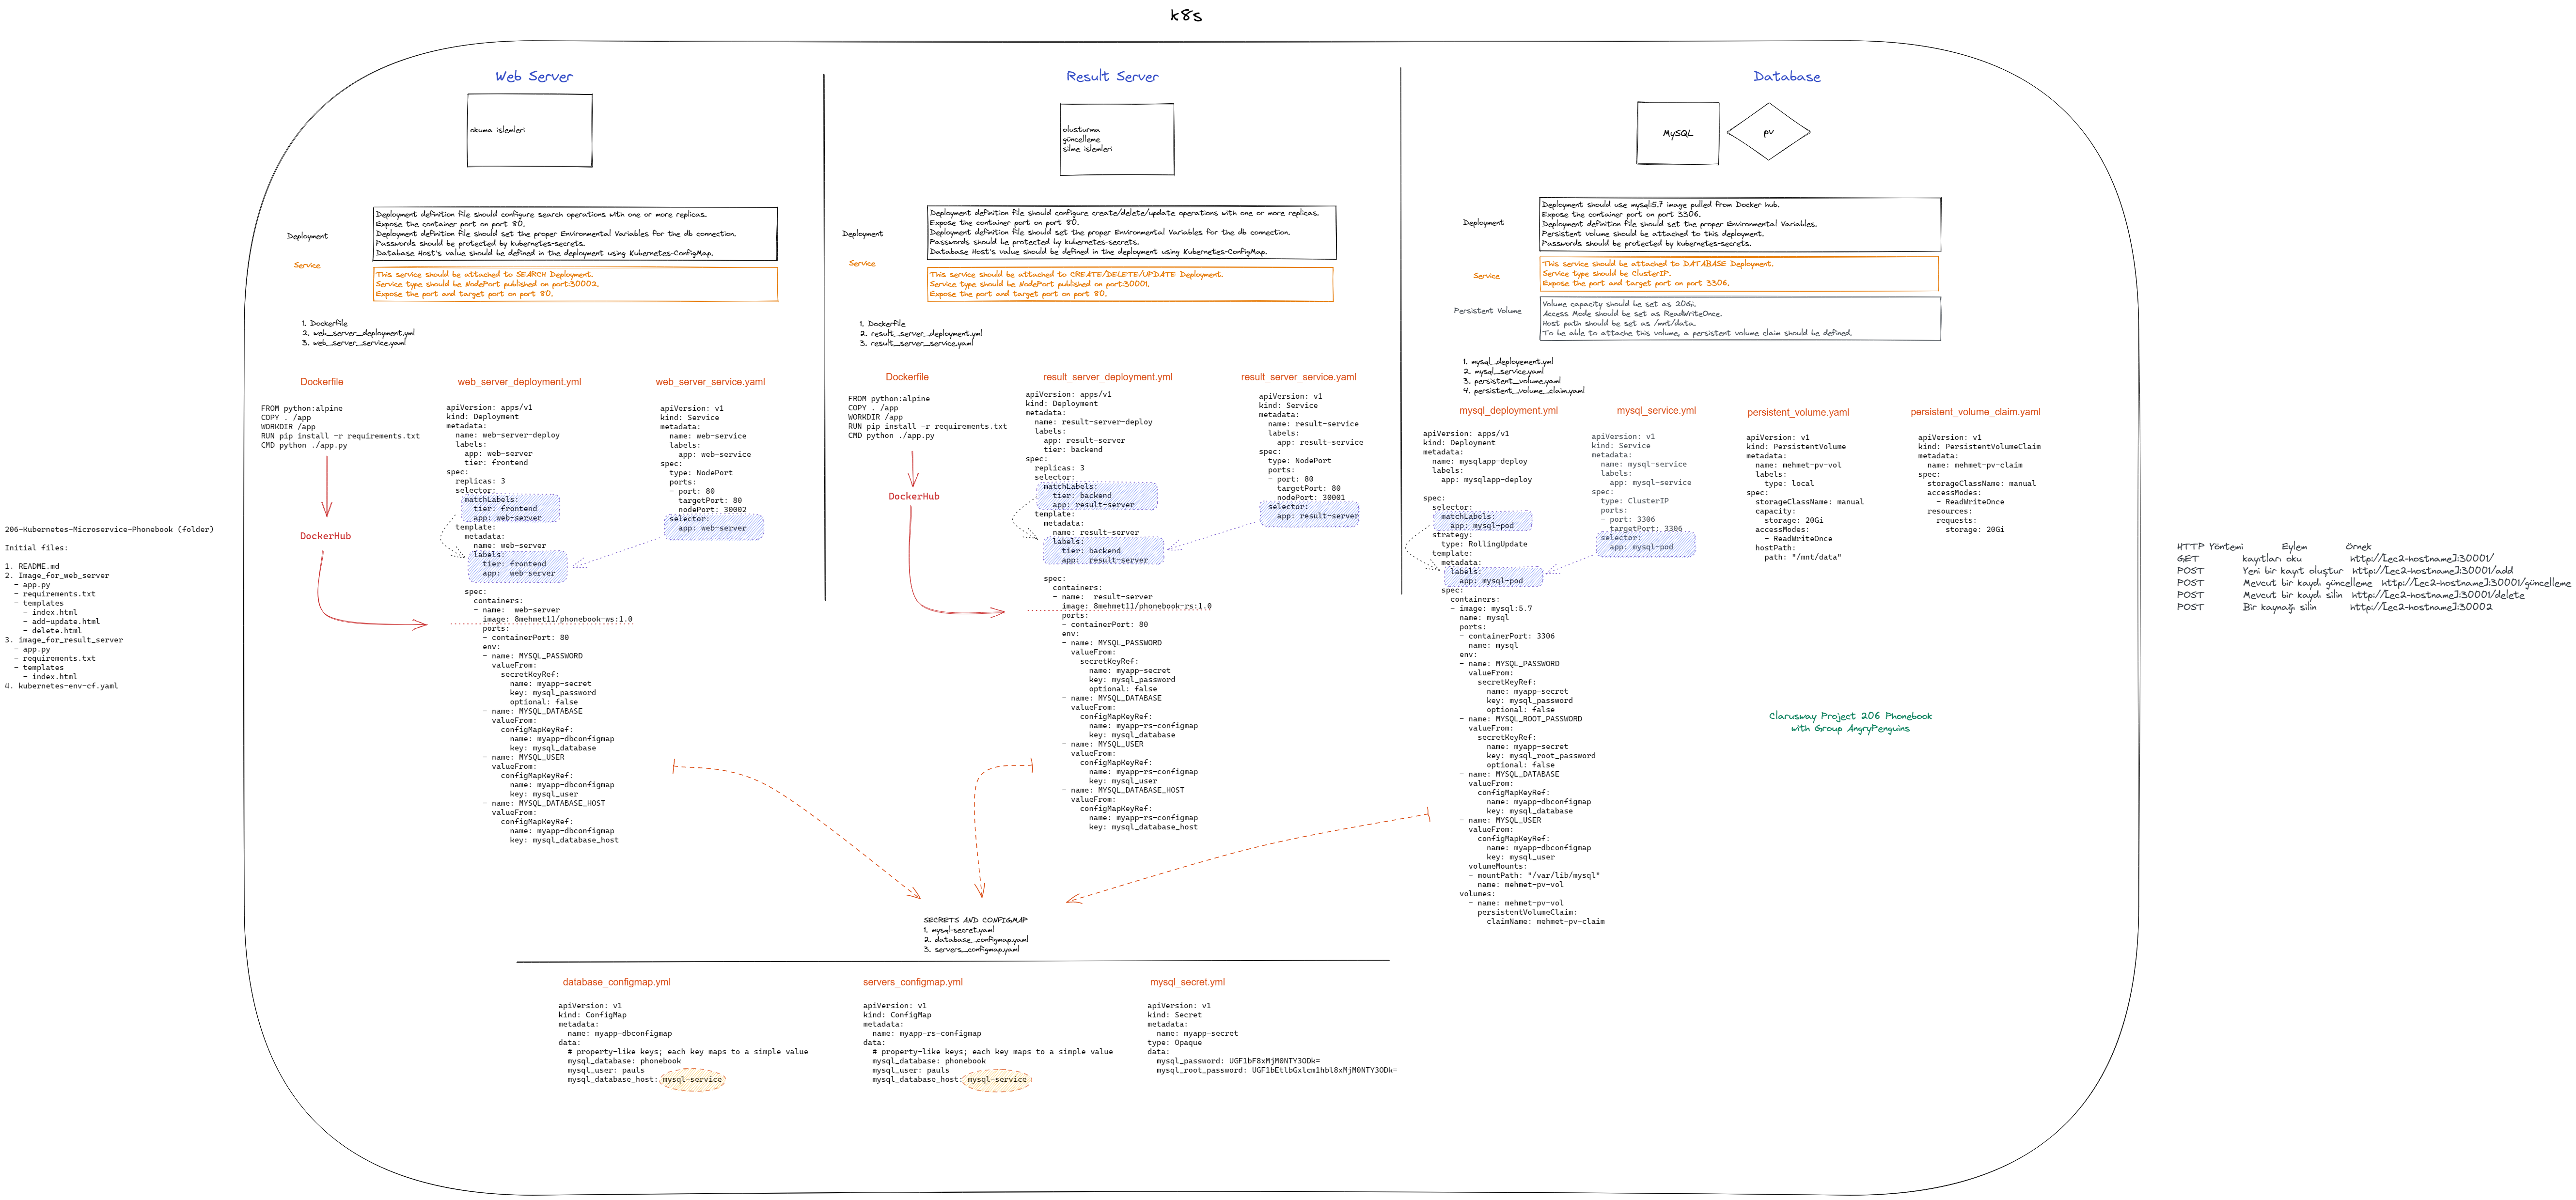 k8s
206-Kubernetes-Microservice-Phonebook (folder)
Initial files:
1. README.md
2. Image_for_web_server
- app.py
- requirements.txt
- templates
- index.html
- add-update.html
- delete.html
3. image_for_result_server
- app.py
- requirements.txt
- templates
- index.html
4. kubernetes-env-cf.yaml
Web Server
okuma islemleri
Deployment
Deployment definition file should configure search operations with one or more replicas.
Expose the container port on port 80.
Deployment definition file should set the proper Environmental Variables for the db connection.
Passwords should be protected by kubernetes-secrets.
Database Host's value should be defined in the deployment using Kubernetes-ConfigMap.
Service
This service should be attached to SEARCH Deployment.
Service type should be NodePort published on port:30002.
Expose the port and target port on port 80.
1. Dockerfile
2. web_server_deployment.yml
3. web_server_service.yaml
Dockerfile
FROM python:alpine
COPY . /app
WORKDIR /app
RUN pip install -r requirements.txt
CMD python ./app.py
DockerHub
web_server_deployment.yml
apiVersion: apps/v1
kind: Deployment
metadata:
  name: web-server-deploy
  labels:
    app: web-server
    tier: frontend
spec:
  replicas: 3
  selector:
    matchLabels:
      tier: frontend
      app: web-server
  template:
    metadata:
      name: web-server
      labels:
        tier: frontend
        app:  web-server
    spec:
      containers:
      - name:  web-server
        image: 8mehmet11/phonebook-ws:1.0
        ports:
        - containerPort: 80
        env:
        - name: MYSQL_PASSWORD
          valueFrom:
            secretKeyRef:
              name: myapp-secret
              key: mysql_password
              optional: false
        - name: MYSQL_DATABASE
          valueFrom:
            configMapKeyRef:
              name: myapp-dbconfigmap
              key: mysql_database
        - name: MYSQL_USER
          valueFrom:
            configMapKeyRef:
              name: myapp-dbconfigmap
              key: mysql_user
        - name: MYSQL_DATABASE_HOST
          valueFrom:
            configMapKeyRef:
              name: myapp-dbconfigmap
              key: mysql_database_host
web_server_service.yaml
apiVersion: v1
kind: Service
metadata:
  name: web-service
  labels:
    app: web-service
spec:
  type: NodePort
  ports:
  - port: 80
    targetPort: 80
    nodePort: 30002
  selector:
    app: web-server
Result Server
olusturma
güncelleme
silme islemleri
Deployment
Deployment definition file should configure create/delete/update operations with one or more replicas.
Expose the container port on port 80.
Deployment definition file should set the proper Environmental Variables for the db connection.
Passwords should be protected by kubernetes-secrets.
Database Host's value should be defined in the deployment using Kubernetes-ConfigMap.
Service
This service should be attached to CREATE/DELETE/UPDATE Deployment.
Service type should be NodePort published on port:30001.
Expose the port and target port on port 80.
1. Dockerfile
2. result_server_deployment.yml
3. result_server_service.yaml
Dockerfile
FROM python:alpine
COPY . /app
WORKDIR /app
RUN pip install -r requirements.txt
CMD python ./app.py
DockerHub
result_server_deployment.yml
apiVersion: apps/v1
kind: Deployment
metadata:
  name: result-server-deploy
  labels:
    app: result-server
    tier: backend
spec:
  replicas: 3
  selector:
    matchLabels:
      tier: backend
      app: result-server
  template:
    metadata:
      name: result-server
      labels:
        tier: backend
        app:  result-server
    spec:
      containers:
      - name:  result-server
        image: 8mehmet11/phonebook-rs:1.0
        ports:
        - containerPort: 80
        env:
        - name: MYSQL_PASSWORD
          valueFrom:
            secretKeyRef:
              name: myapp-secret
              key: mysql_password
              optional: false
        - name: MYSQL_DATABASE
          valueFrom:
            configMapKeyRef:
              name: myapp-rs-configmap
              key: mysql_database
        - name: MYSQL_USER
          valueFrom:
            configMapKeyRef:
              name: myapp-rs-configmap
              key: mysql_user
        - name: MYSQL_DATABASE_HOST
          valueFrom:
            configMapKeyRef:
              name: myapp-rs-configmap
              key: mysql_database_host
result_server_service.yaml
apiVersion: v1
kind: Service
metadata:
  name: result-service
  labels:
    app: result-service
spec:
  type: NodePort
  ports:
  - port: 80
    targetPort: 80
    nodePort: 30001
  selector:
    app: result-server
Database
MySQL
pv
Deployment
Deployment should use mysql:5.7 image pulled from Docker hub.
Expose the container port on port 3306.
Deployment definition file should set the proper Environmental Variables.
Persistent volume should be attached to this deployment.
Passwords should be protected by kubernetes-secrets.
Service
This service should be attached to DATABASE Deployment.
Service type should be ClusterIP.
Expose the port and target port on port 3306.
Persistent Volume
Volume capacity should be set as 20Gi.
Access Mode should be set as ReadWriteOnce.
Host path should be set as /mnt/data.
To be able to attache this volume, a persistent volume claim should be defined.
1. mysql_deployement.yml
2. mysql_service.yaml
3. persistent_volume.yaml
4. persistent_volume_claim.yaml
mysql_deployment.yml
apiVersion: apps/v1
kind: Deployment
metadata:
  name: mysqlapp-deploy
  labels:
    app: mysqlapp-deploy
spec:
  selector:
    matchLabels:
      app: mysql-pod
  strategy:
    type: RollingUpdate
  template:
    metadata:
      labels:
        app: mysql-pod
    spec:
      containers:
      - image: mysql:5.7
        name: mysql
        ports:
        - containerPort: 3306
          name: mysql
        env:
        - name: MYSQL_PASSWORD
          valueFrom:
            secretKeyRef:
              name: myapp-secret
              key: mysql_password
              optional: false
        - name: MYSQL_ROOT_PASSWORD
          valueFrom:
            secretKeyRef:
              name: myapp-secret
              key: mysql_root_password
              optional: false
        - name: MYSQL_DATABASE
          valueFrom:
            configMapKeyRef:
              name: myapp-dbconfigmap
              key: mysql_database
        - name: MYSQL_USER
          valueFrom:
            configMapKeyRef:
              name: myapp-dbconfigmap
              key: mysql_user
          volumeMounts:
          - mountPath: "/var/lib/mysql"
            name: mehmet-pv-vol
        volumes:
          - name: mehmet-pv-vol
            persistentVolumeClaim:
              claimName: mehmet-pv-claim
mysql_service.yml
apiVersion: v1
kind: Service
metadata:
  name: mysql-service
  labels:
    app: mysql-service
spec:
  type: ClusterIP
  ports:
  - port: 3306
    targetPort: 3306
  selector:
    app: mysql-pod
persistent_volume.yaml
apiVersion: v1
kind: PersistentVolume
metadata:
  name: mehmet-pv-vol
  labels:
    type: local
spec:
  storageClassName: manual
  capacity:
    storage: 20Gi
  accessModes:
    - ReadWriteOnce
  hostPath:
    path: "/mnt/data"
persistent_volume_claim.yaml
apiVersion: v1
kind: PersistentVolumeClaim
metadata:
  name: mehmet-pv-claim
spec:
  storageClassName: manual
  accessModes:
    - ReadWriteOnce
  resources:
    requests:
      storage: 20Gi
Clarusway Project 206 Phonebook
with Group AngryPenguins
SECRETS AND CONFIGMAP
1. mysql-secret.yaml
2. database_configmap.yaml
3. servers_configmap.yaml
database_configmap.yml
apiVersion: v1
kind: ConfigMap
metadata:
  name: myapp-dbconfigmap
data:
  # property-like keys; each key maps to a simple value
  mysql_database: phonebook
  mysql_user: pauls
  mysql_database_host: mysql-service
servers_configmap.yml
apiVersion: v1
kind: ConfigMap
metadata:
  name: myapp-rs-configmap
data:
  # property-like keys; each key maps to a simple value
  mysql_database: phonebook
  mysql_user: pauls
  mysql_database_host: mysql-service
mysql_secret.yml
apiVersion: v1
kind: Secret
metadata:
  name: myapp-secret
type: Opaque
data:
  mysql_password: UGF1bF8xMjM0NTY3ODk=
  mysql_root_password: UGF1bEtlbGxlcm1hbl8xMjM0NTY3ODk=
HTTP Yöntemi Eylem Örnek
GET kayıtları oku http://[ec2-hostname]:30001/
POST Yeni bir kayıt oluştur http://[ec2-hostname]:30001/add
POST Mevcut bir kaydı güncelleme http://[ec2-hostname]:30001/güncelleme
POST Mevcut bir kaydı silin http://[ec2-hostname]:30001/delete
POST Bir kaynağı silin http://[ec2-hostname]:30002